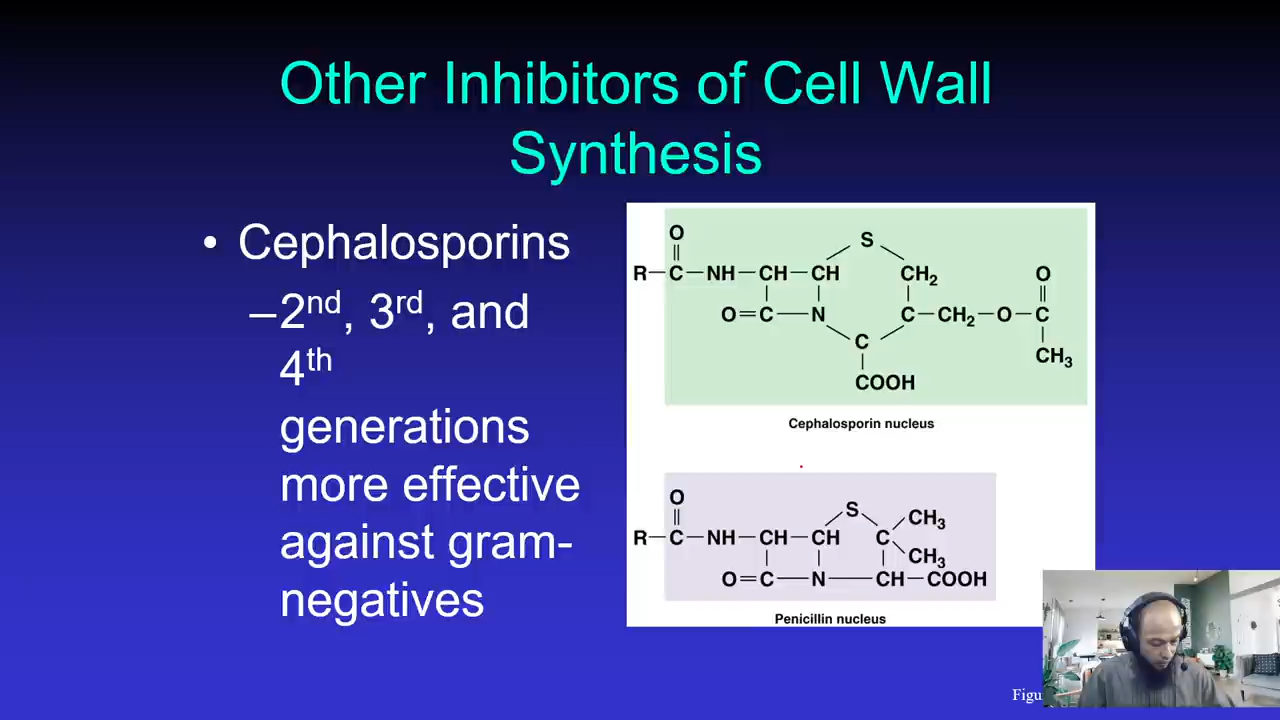 Other Inhibitors of Cell Wall
Synthesis
• Cephalosporins
–2nd, 3rd, and
4th
generations
more effective
against gram-
negatives
O
S
R–C–NH–CH–CH CH2 O
O=C–N C–CH2–O–C
C
CH3
COOH
Cephalosporin nucleus
O
S
CH3
R–C–NH–CH–CH C
CH3
O=C–N–CH–COOH
Penicillin nucleus